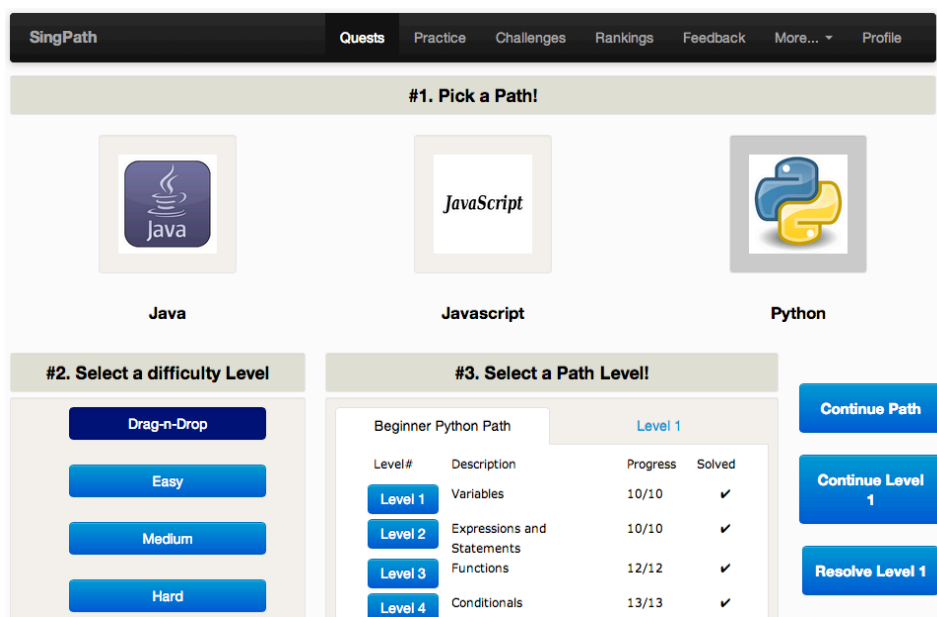 SingPath Quests Practice Challenges Rankings Feedback More... Profile
#1. Pick a Path!
Java
JavaScript
Java Javascript Python
#2. Select a difficulty Level
#3. Select a Path Level!
Drag-n-Drop
Easy
Medium
Hard
Beginner Python Path Level 1
Level# Description Progress Solved
Level 1 Variables 10/10 ✔
Level 2 Expressions and 10/10 ✔
Statements
Level 3 Functions 12/12 ✔
Level 4 Conditionals 13/13 ✔
Continue Path
Continue Level
1
Resolve Level 1